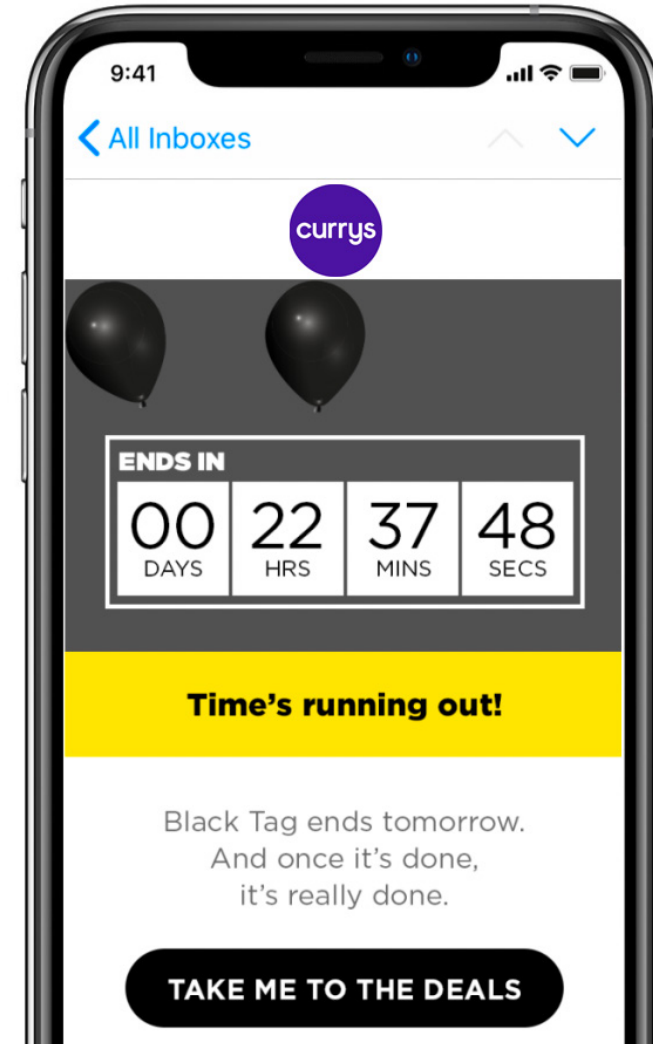 9:41
All Inboxes
currys
ENDS IN
00 22 37 48
DAYS HRS MINS SECS
Time’s running out!
Black Tag ends tomorrow.
And once it’s done,
it’s really done.
TAKE ME TO THE DEALS